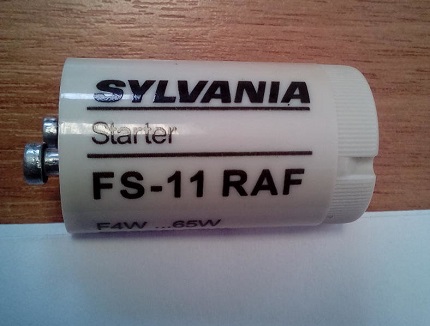 SYLVANIA
Starter
FS-11 RAF
F4W ...65W